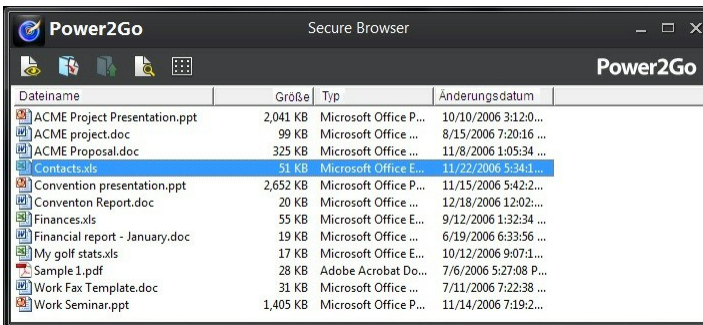 Power2Go Secure Browser
Power2Go
Dateiname Größe Typ Änderungsdatum
ACME Project Presentation.ppt 2,041 KB Microsoft Office P... 10/10/2006 3:12:0...
ACME project.doc 99 KB Microsoft Office ... 8/15/2006 7:20:16 ...
ACME Proposal.doc 325 KB Microsoft Office ... 11/8/2006 1:05:34 ...
Contacts.xls 51 KB Microsoft Office E... 11/22/2006 5:34:1...
Convention presentation.ppt 2,652 KB Microsoft Office P... 11/15/2006 5:42:2...
Conventon Report.doc 20 KB Microsoft Office ... 12/18/2006 12:02:...
Finances.xls 55 KB Microsoft Office E... 9/12/2006 1:32:34 ...
Financial report - January.doc 19 KB Microsoft Office ... 6/19/2006 6:33:56 ...
My golf stats.xls 17 KB Microsoft Office E... 10/12/2006 9:07:1...
Sample 1.pdf 28 KB Adobe Acrobat Do... 7/6/2006 5:27:08 P...
Work Fax Template.doc 31 KB Microsoft Office ... 7/11/2006 7:22:38 ...
Work Seminar.ppt 1,405 KB Microsoft Office P... 11/14/2006 7:19:2...